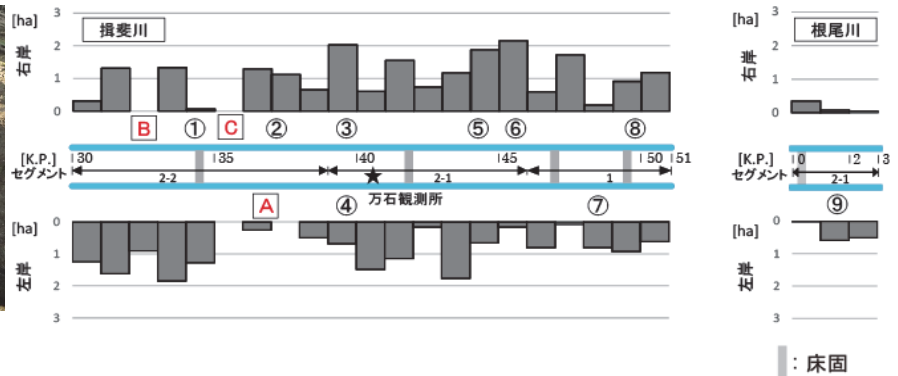 [ha] 3 揖斐川
右岸 2
1
0
B ① C ② ③ ⑤ ⑥ ⑧
[K.P.] 30 35 40 45 50 51
セグメント 2-2 2-1 1
★
万石観測所
A ④ ⑦
[ha] 0
左岸 1
2
3
[ha] 3 根尾川
右岸 2
1
0
[K.P.] 0 2 3
セグメント 2-1
⑨
[ha] 0
左岸 1
2
3
: 床固